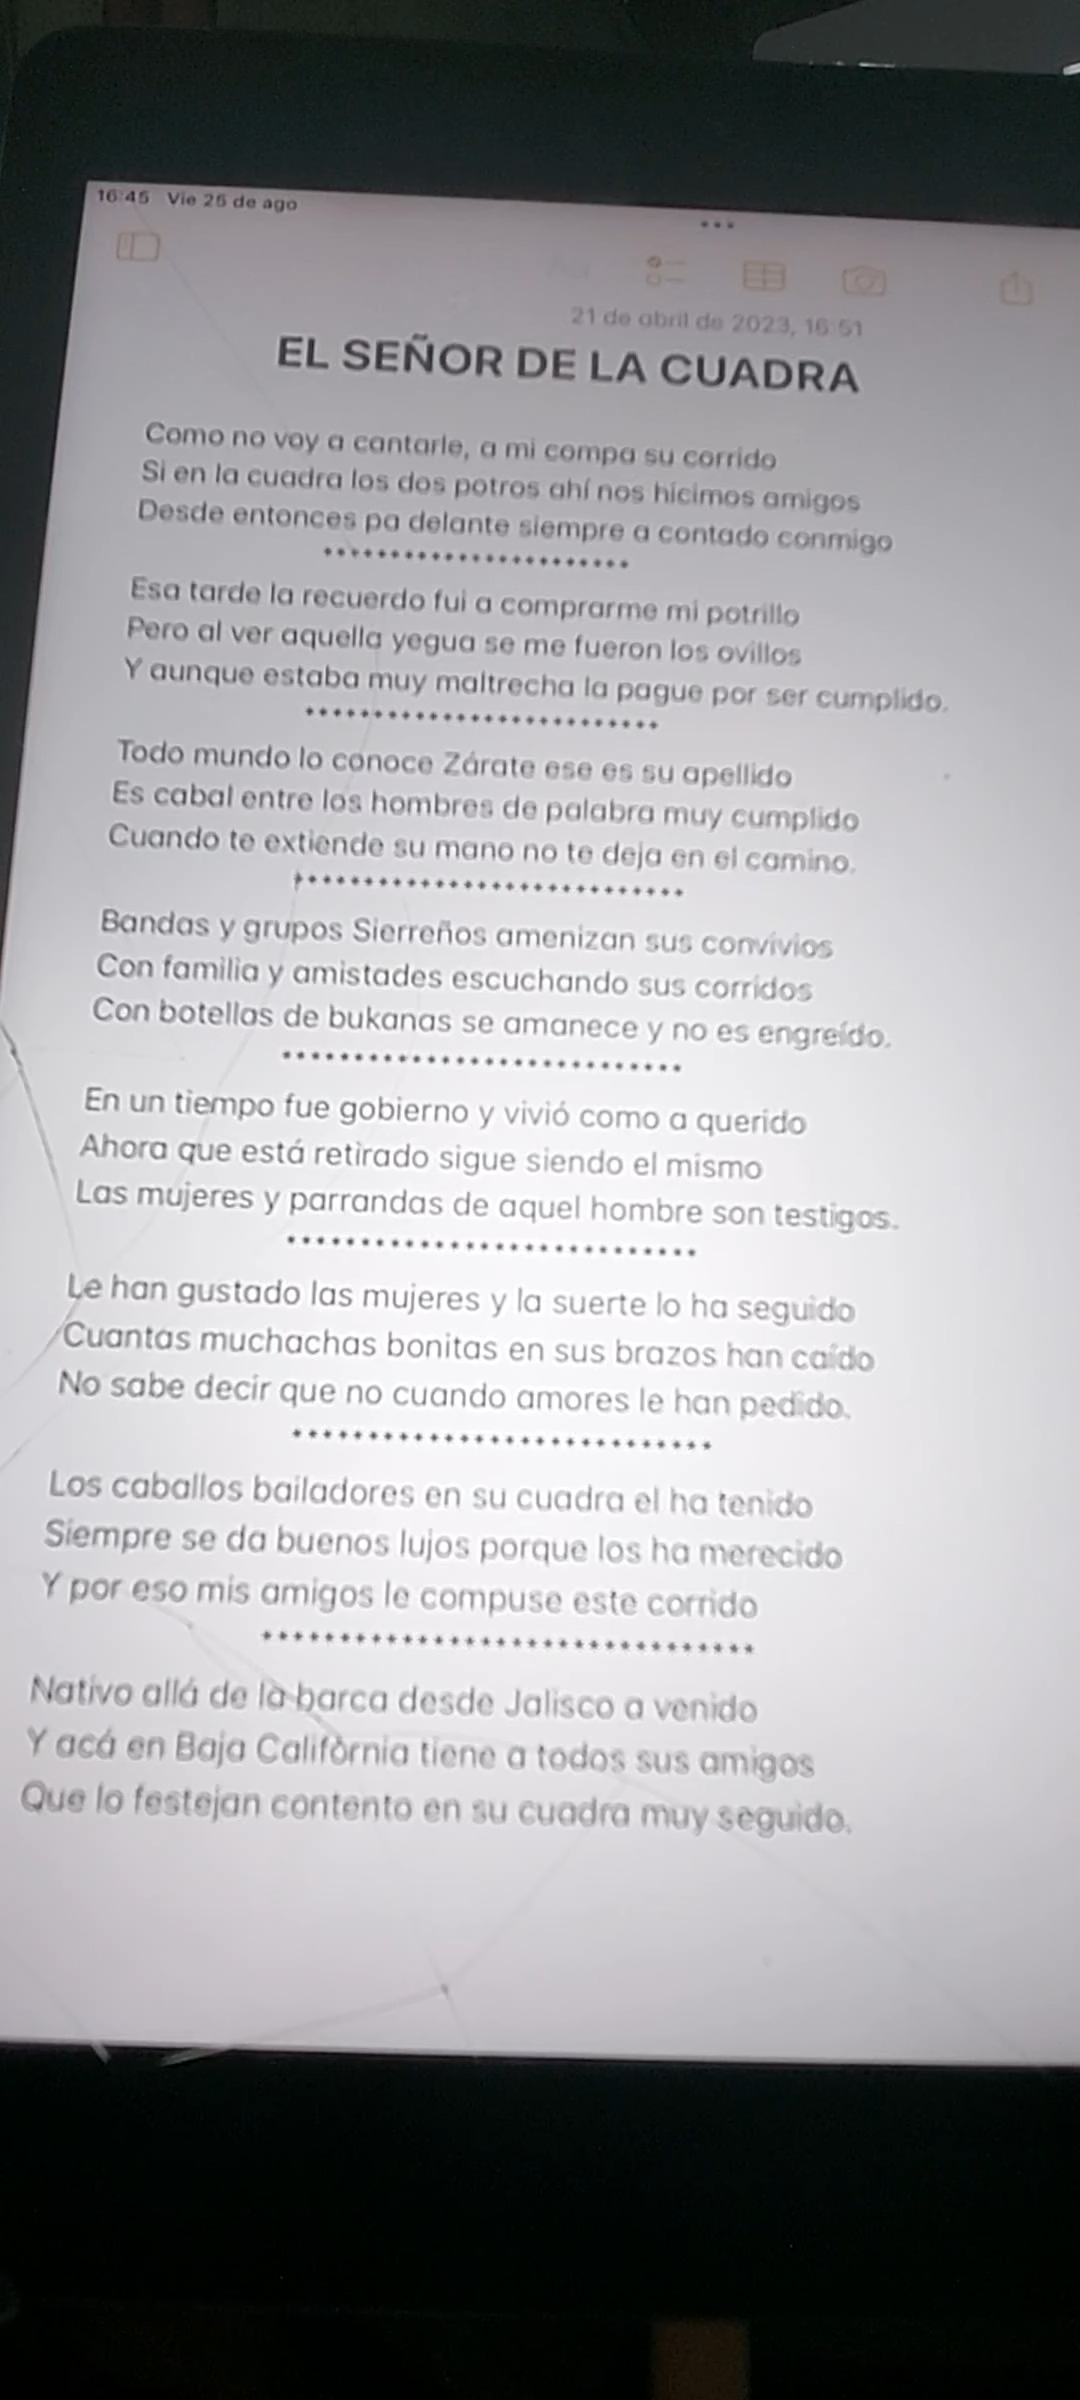 16:45 Vie 25 de ago
21 de abril de 2023, 16:51
EL SEÑOR DE LA CUADRA
Como no voy a cantarle, a mi compa su corrido
Si en la cuadra los dos potros ahí nos hicimos amigos
Desde entonces pa delante siempre a contado conmigo
***********************
Esa tarde la recuerdo fui a comprarme mi potrillo
Pero al ver aquella yegua se me fueron los ovillos
Y aunque estaba muy maltrecha la pague por ser cumplido.
**************************
Todo mundo lo conoce Zárate ese es su apellido
Es cabal entre los hombres de palabra muy cumplido
Cuando te extiende su mano no te deja en el camino.
****************************
Bandas y grupos Sierreños amenizan sus convivios
Con familia y amistades escuchando sus corridos
Con botellas de bukanas se amanece y no es engreído.
****************************
En un tiempo fue gobierno y vivió como a querido
Ahora que está retirado sigue siendo el mismo
Las mujeres y parrandas de aquel hombre son testigos.
****************************
Le han gustado las mujeres y la suerte lo ha seguido
Cuantas muchachas bonitas en sus brazos han caído
No sabe decir que no cuando amores le han pedido.
****************************
Los caballos bailadores en su cuadra el ha tenido
Siempre se da buenos lujos porque los ha merecido
Y por eso mis amigos le compuse este corrido
********************************
Nativo allá de la barca desde Jalisco a venido
Y acá en Baja California tiene a todos sus amigos
Que lo festejan contento en su cuadra muy seguido.